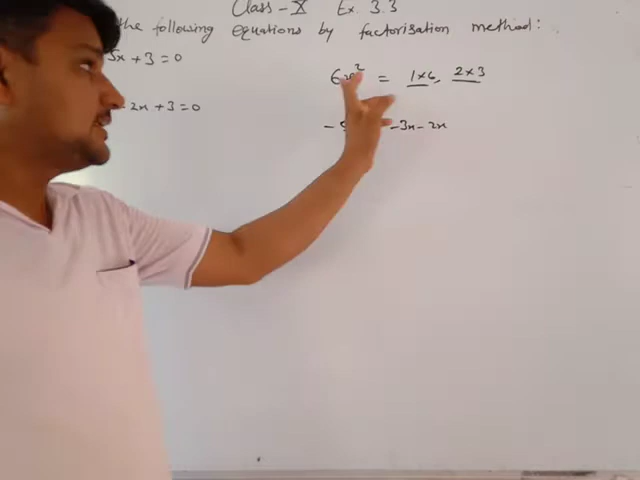 Class - X Ex. 3.3
the following equations by factorisation method:
5x + 3 = 0
6x² = 1×6, 2×3
- 2x + 3 = 0
- 3x - 2x